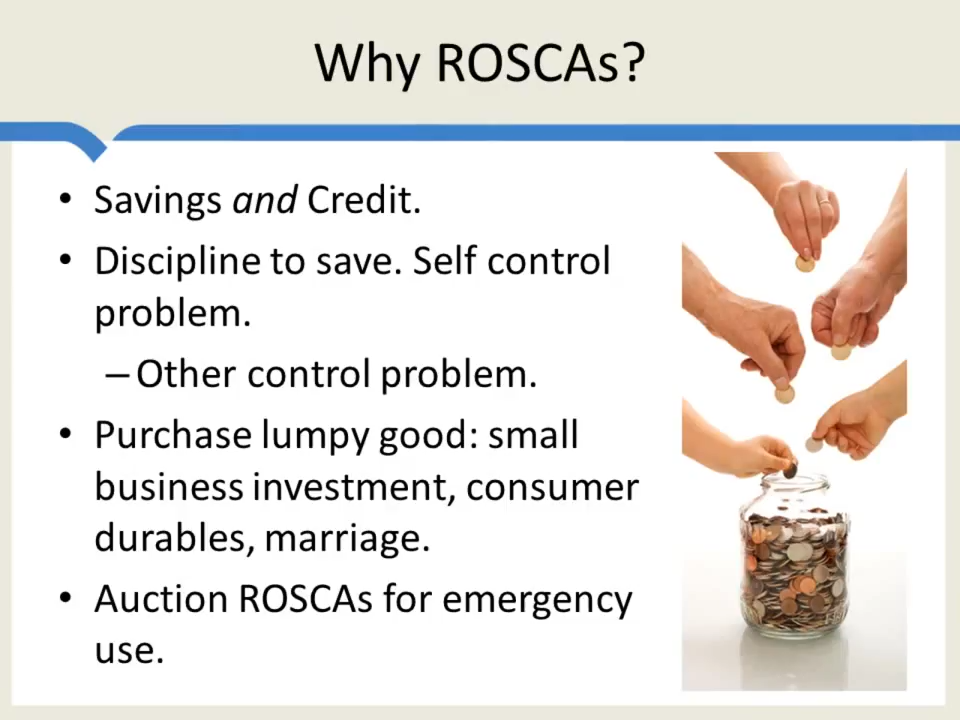 Why ROSCAs?
• Savings and Credit.
• Discipline to save. Self control
problem.
– Other control problem.
• Purchase lumpy good: small
business investment, consumer
durables, marriage.
• Auction ROSCAs for emergency
use.